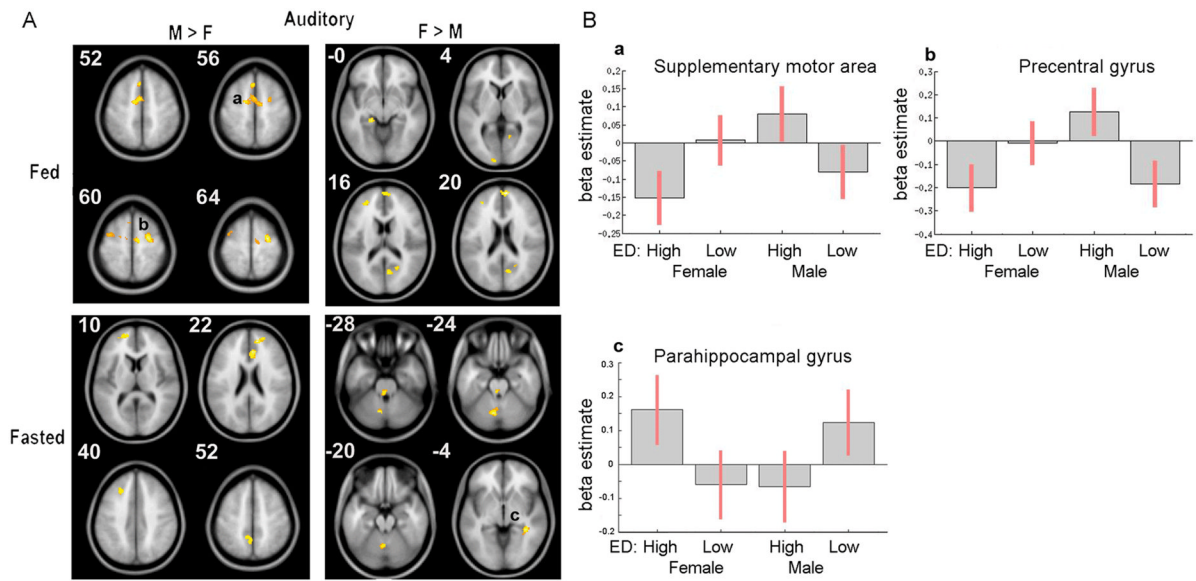 A
Auditory
M > F
F > M
Fed
52
56
a
60
64
b
-0
4
16
20
Fasted
10
22
40
52
-28
-24
-20
-4
c
B
a
Supplementary motor area
beta estimate
0.15
0.1
0.05
0
-0.05
-0.1
-0.15
-0.2
-0.25
ED: High Low High Low
Female Male
b
Precentral gyrus
beta estimate
0.3
0.2
0.1
0
-0.1
-0.2
-0.3
-0.4
ED: High Low High Low
Female Male
c
Parahippocampal gyrus
beta estimate
0.3
0.2
0.1
0
-0.1
-0.2
ED: High Low High Low
Female Male